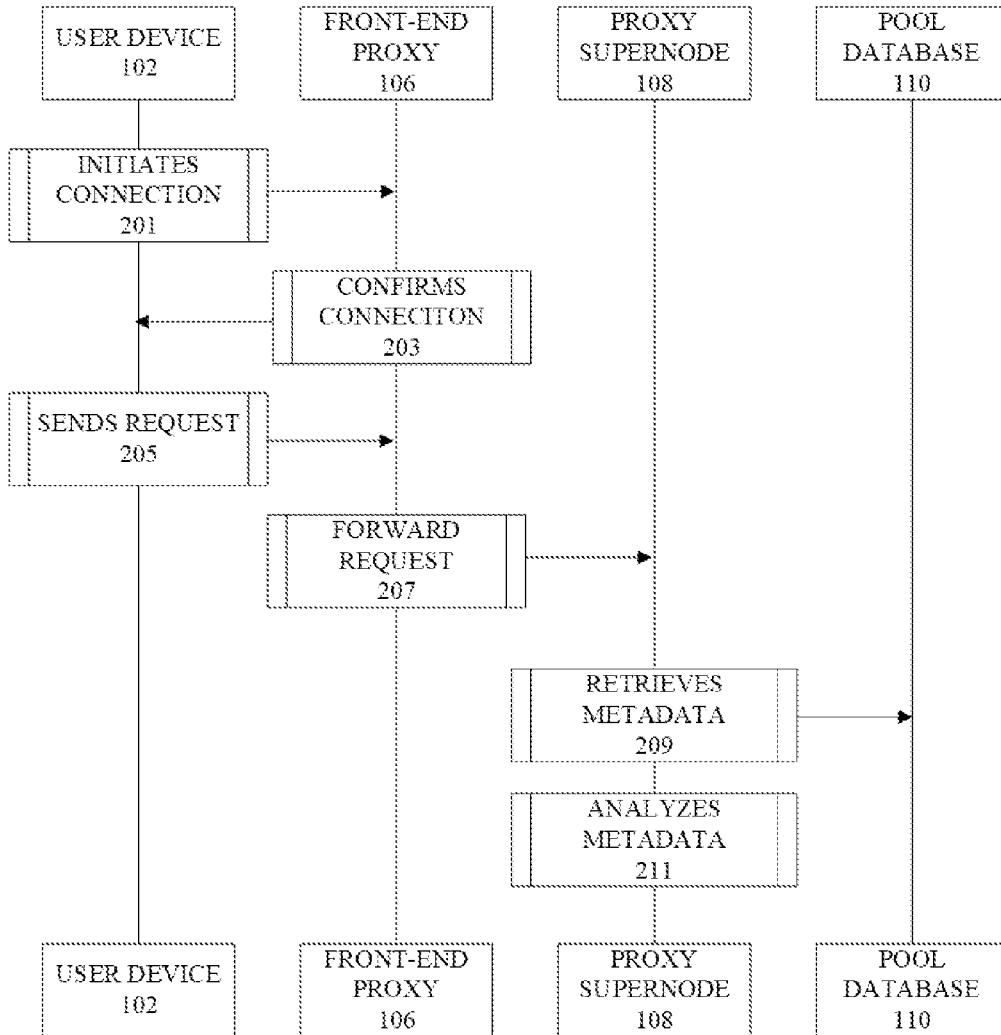 USER DEVICE
102
FRONT-END
PROXY
106
PROXY
SUPERNODE
108
POOL
DATABASE
110
INITIATES
CONNECTION
201
CONFIRMS
CONNECITON
203
SENDS REQUEST
205
FORWARD
REQUEST
207
RETRIEVES
METADATA
209
ANALYZES
METADATA
211
USER DEVICE
102
FRONT-END
PROXY
106
PROXY
SUPERNODE
108
POOL
DATABASE
110